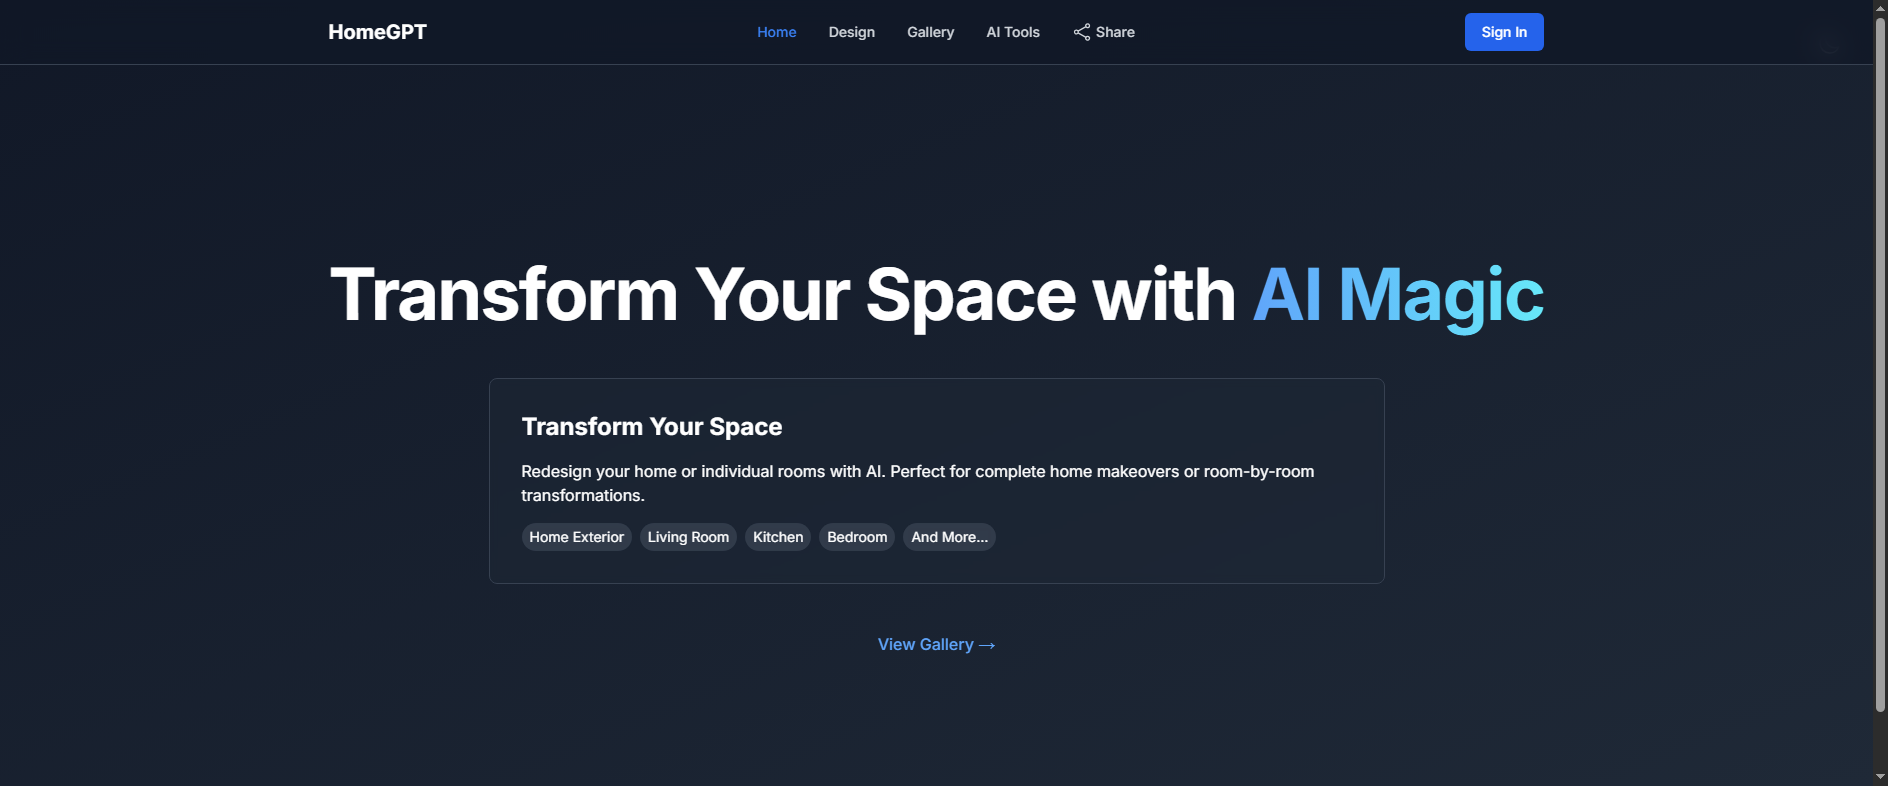 HomeGPT
Home
Design
Gallery
AI Tools
Share
Sign In
Transform Your Space with AI Magic
Transform Your Space
Redesign your home or individual rooms with AI. Perfect for complete home makeovers or room-by-room
transformations.
Home Exterior
Living Room
Kitchen
Bedroom
And More...
View Gallery →